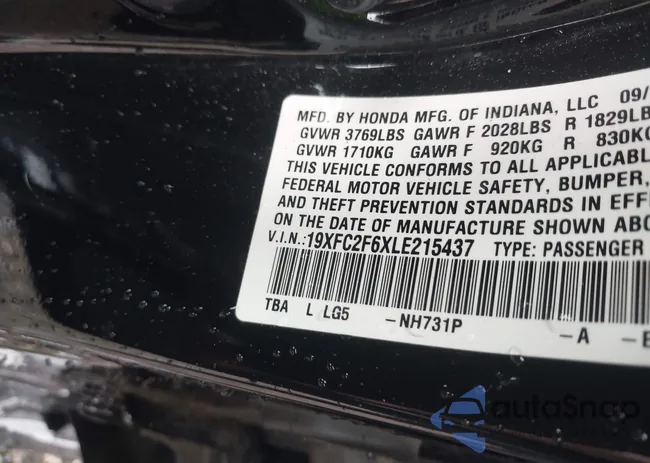 MFD. BY HONDA MFG. OF INDIANA, LLC 09/
GVWR 3769LBS GAWR F 2028LBS R 1829LB
GVWR 1710KG GAWR F 920KG R 830KG
THIS VEHICLE CONFORMS TO ALL APPLICABL
FEDERAL MOTOR VEHICLE SAFETY, BUMPER,
AND THEFT PREVENTION STANDARDS IN EFF
ON THE DATE OF MANUFACTURE SHOWN ABO
V.I.N.:19XFC2F6XLE215437 TYPE: PASSENGER
TBA L LG5 -NH731P -A -E
autoSnap